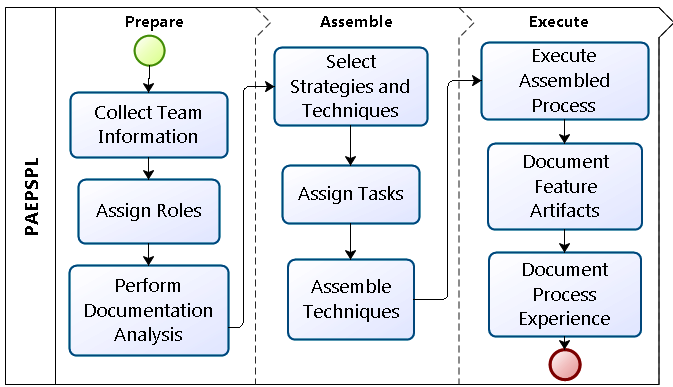 PAEPSPL
Prepare
Collect Team
Information
Assign Roles
Perform
Documentation
Analysis
Assemble
Select
Strategies and
Techniques
Assign Tasks
Assemble
Techniques
Execute
Execute
Assembled
Process
Document
Feature
Artifacts
Document
Process
Experience